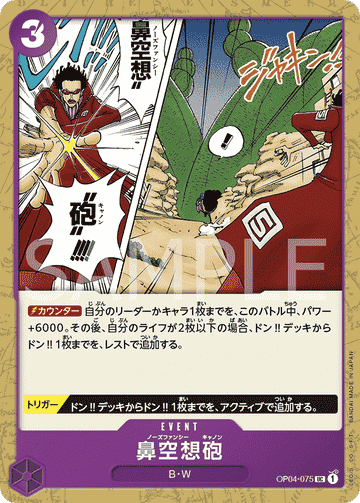 3
鼻空想
ノーズファンシー
"砲"!!!!
キャノン
ジャキン!!
!!
SAMPLE
カウンター 自分のリーダーかキャラ1枚までを、このバトル中、パワー
+6000。その後、自分のライフが2枚以下の場合、ドン!!デッキから
ドン!!1枚までを、レストで追加する。
トリガー ドン!!デッキからドン!!1枚までを、アクティブで追加する。
EVENT
ノーズファンシー キャノン
鼻空想砲
B・W
OP04-075 UC 1
MADE IN JAPAN